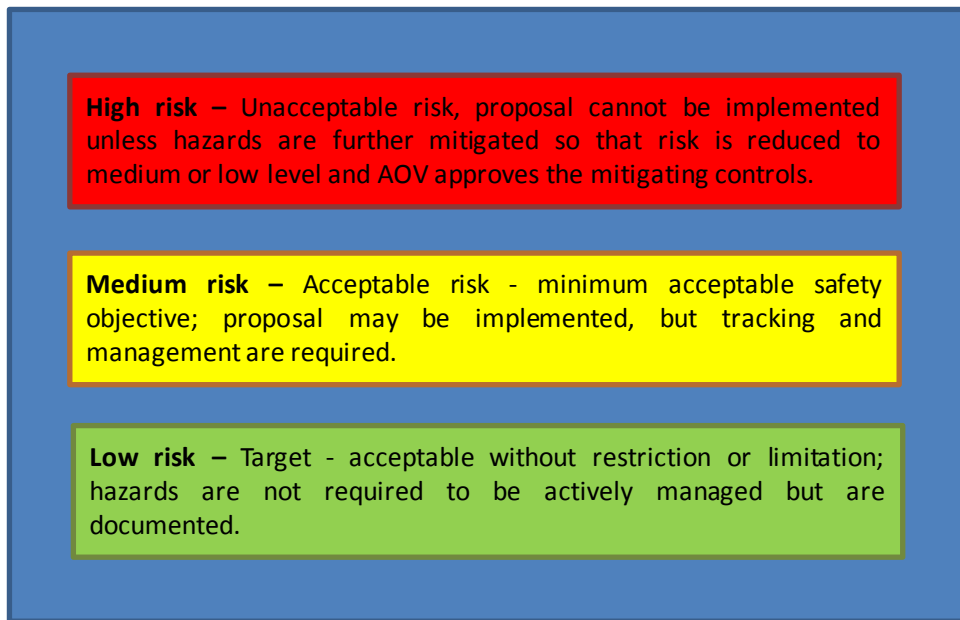 High risk – Unacceptable risk, proposal cannot be implemented
unless hazards are further mitigated so that risk is reduced to
medium or low level and AOV approves the mitigating controls.
Medium risk – Acceptable risk - minimum acceptable safety
objective; proposal may be implemented, but tracking and
management are required.
Low risk – Target - acceptable without restriction or limitation;
hazards are not required to be actively managed but are
documented.